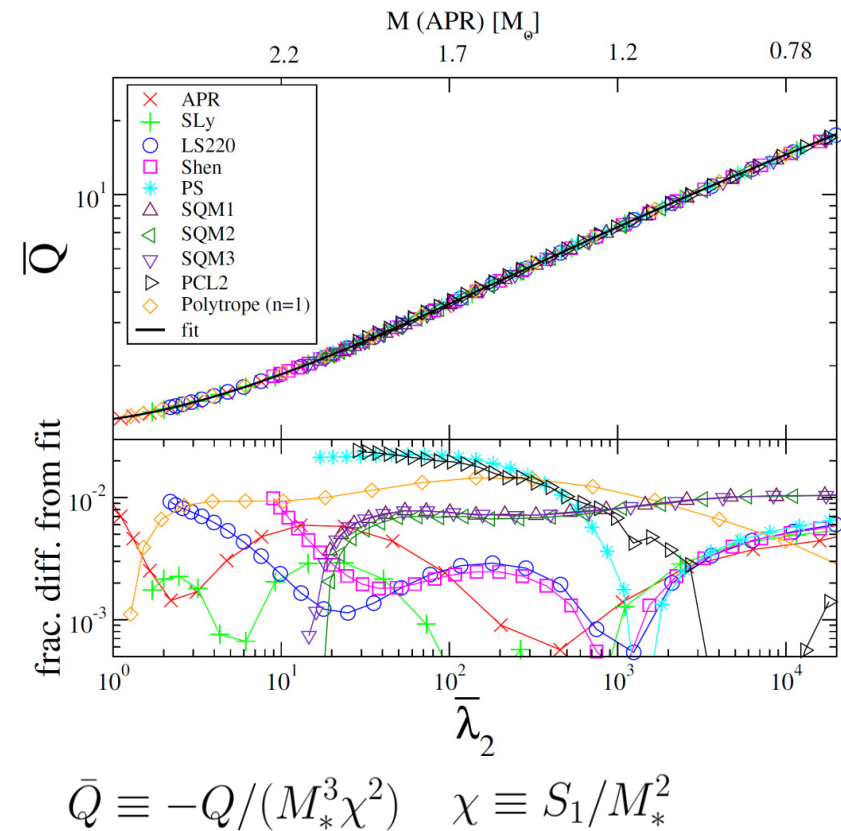 M (APR) [M⊙]
2.2 1.7 1.2 0.78
APR
SLy
LS220
Shen
PS
SQM1
SQM2
SQM3
PCL2
Polytrope (n=1)
fit
10¹
Q̄
10⁻²
10⁻³
frac. diff. from fit
10⁰ 10¹ 10² 10³ 10⁴
λ̄₂
Q̄ ≡ −Q/(M∗³χ²) χ ≡ S₁/M∗²